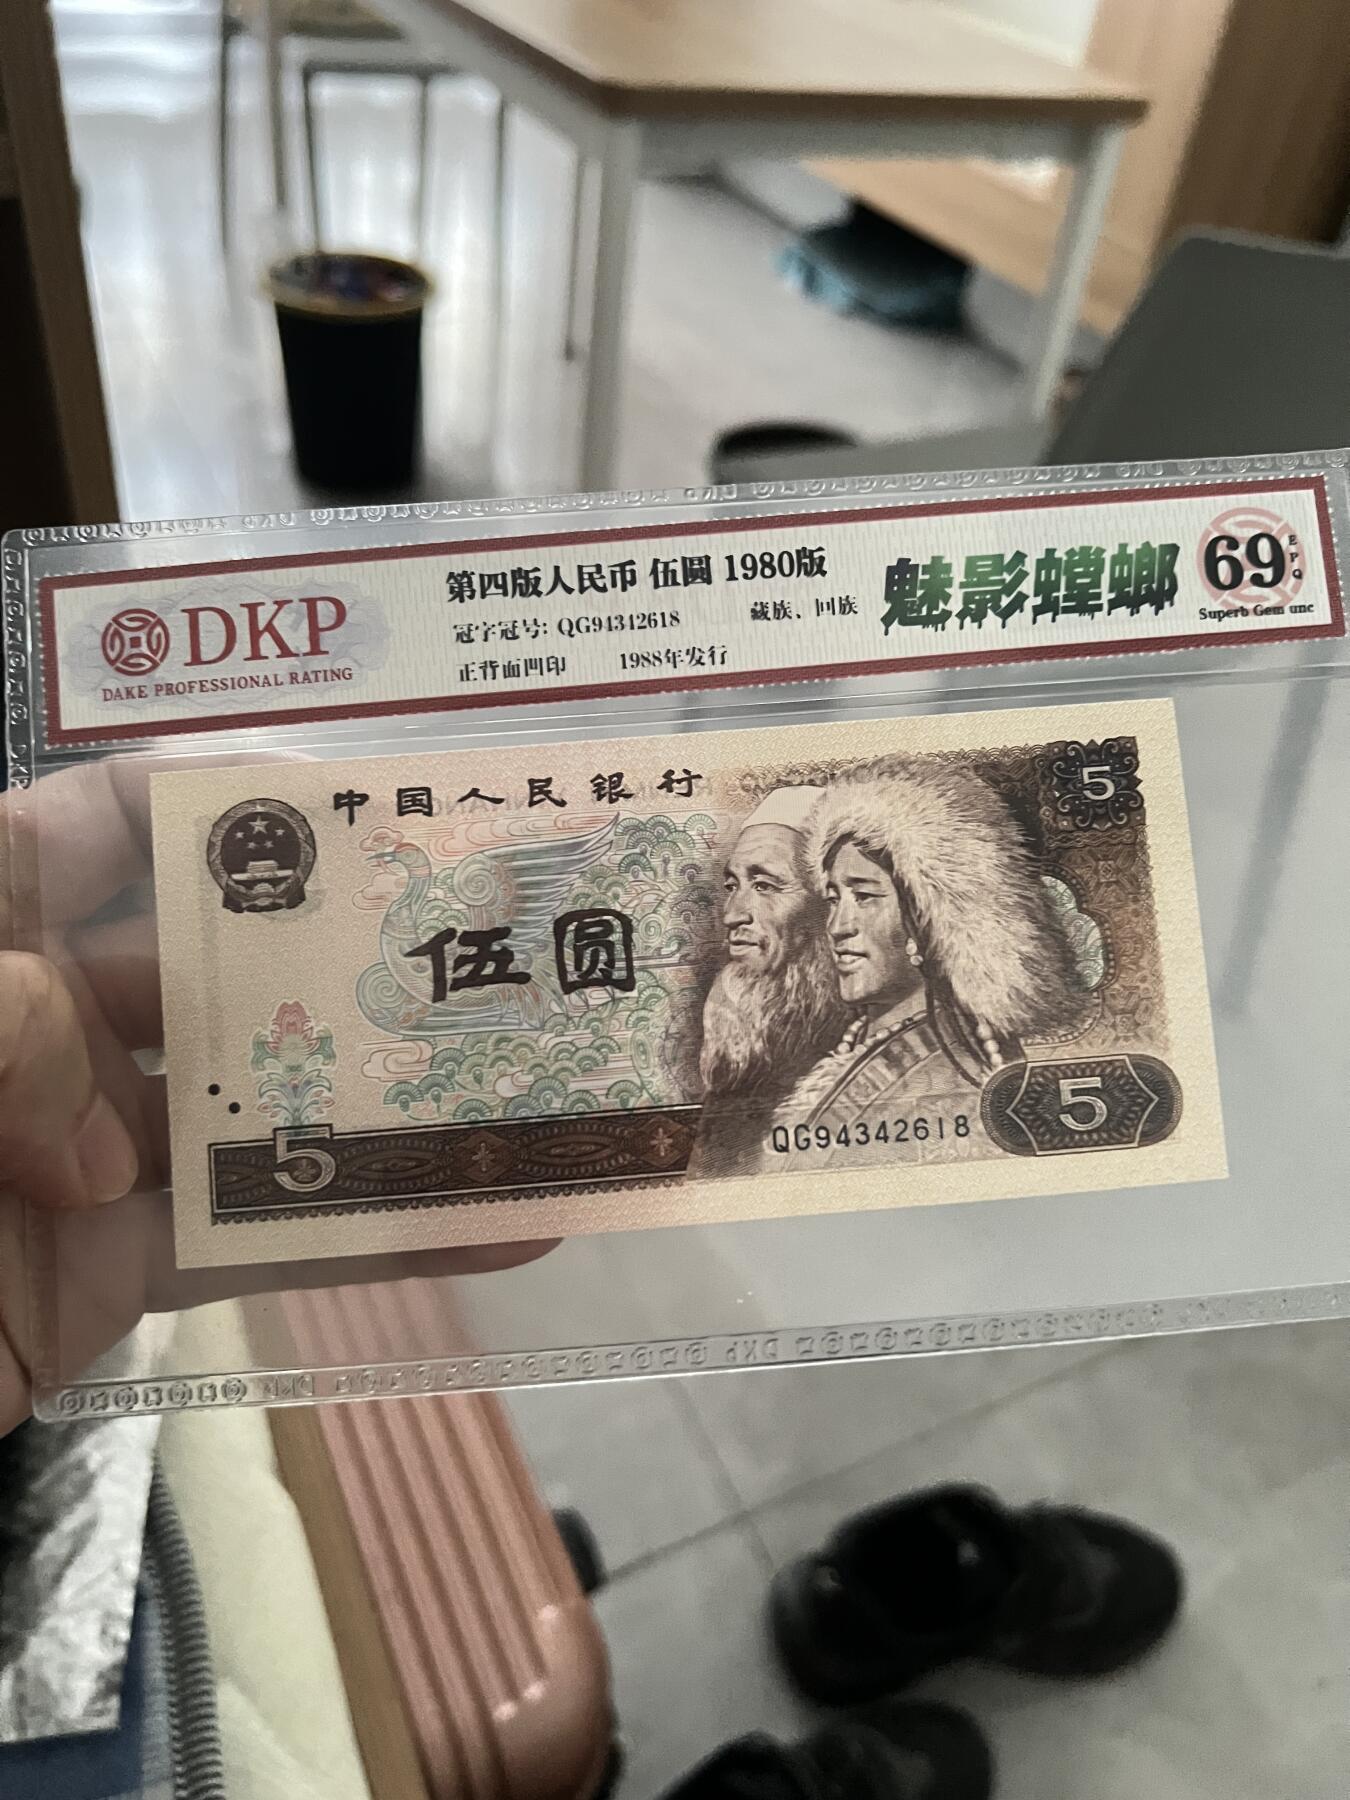 DKP
DAKE PROFESSIONAL RATING
第四版人民币 伍圆 1980版
冠字冠号: QG94342618 藏族、回族
正背面凹印 1988年发行
魅影螳螂
69
EPQ
Superb Gem unc
中国人民银行
5
伍圆
QG94342618
5
5